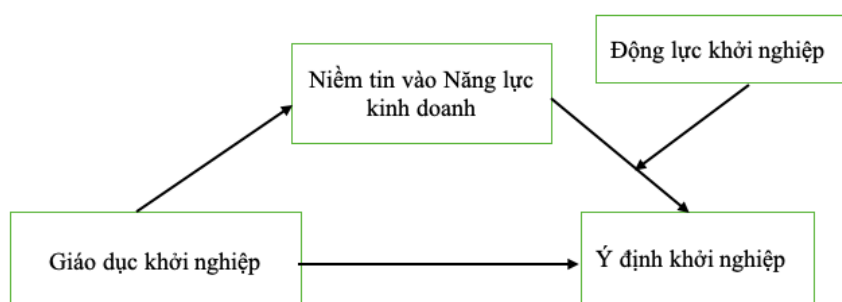 Động lực khởi nghiệp
Niềm tin vào Năng lực
kinh doanh
Giáo dục khởi nghiệp
Ý định khởi nghiệp